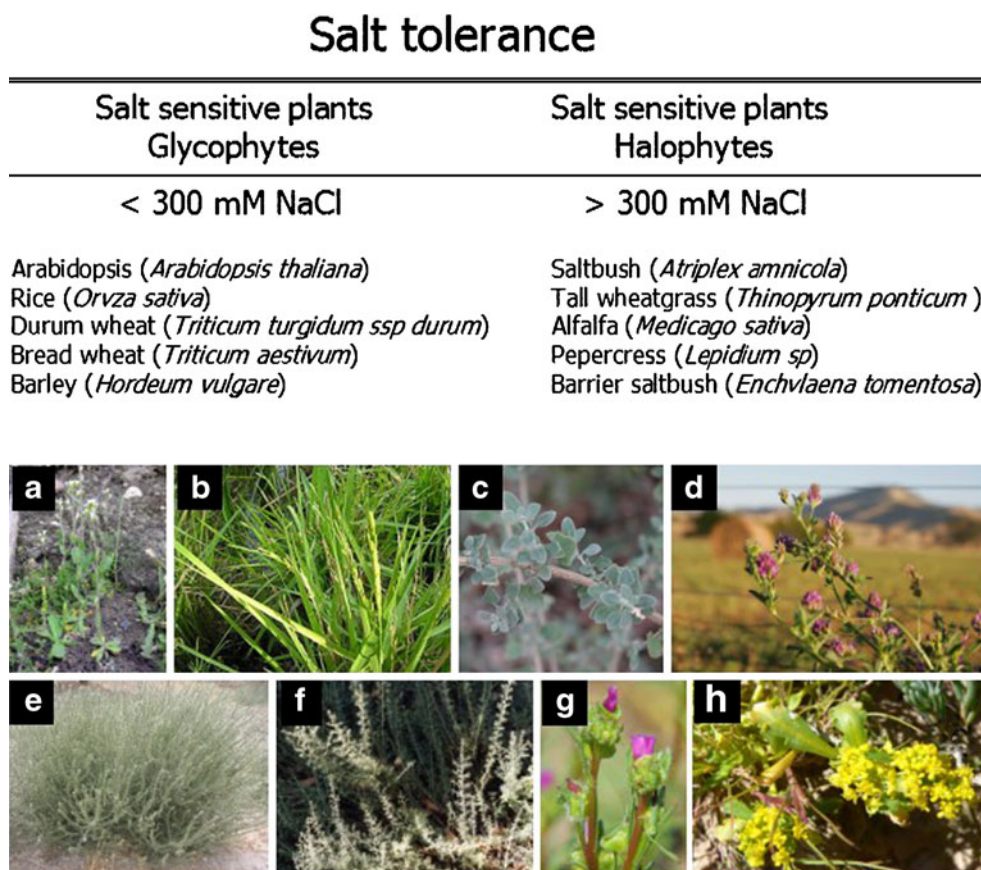 Salt tolerance
Salt sensitive plants
Glycophytes
Salt sensitive plants
Halophytes
< 300 mM NaCl
> 300 mM NaCl
Arabidopsis (Arabidopsis thaliana)
Rice (Orvza sativa)
Durum wheat (Triticum turgidum ssp durum)
Bread wheat (Triticum aestivum)
Barley (Hordeum vulgare)
Saltbush (Atriplex amnicola)
Tall wheatgrass (Thinopyrum ponticum )
Alfalfa (Medicago sativa)
Pepercress (Lepidium sp)
Barrier saltbush (Enchvlaena tomentosa)
a
b
c
d
e
f
g
h